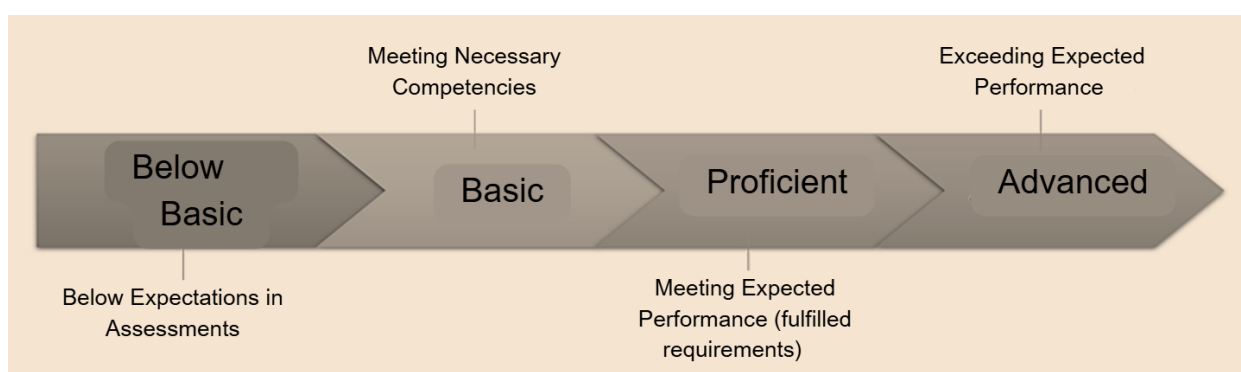 Meeting Necessary
Competencies
Exceeding Expected
Performance
Below
Basic
Basic
Proficient
Advanced
Below Expectations in
Assessments
Meeting Expected
Performance (fulfilled
requirements)